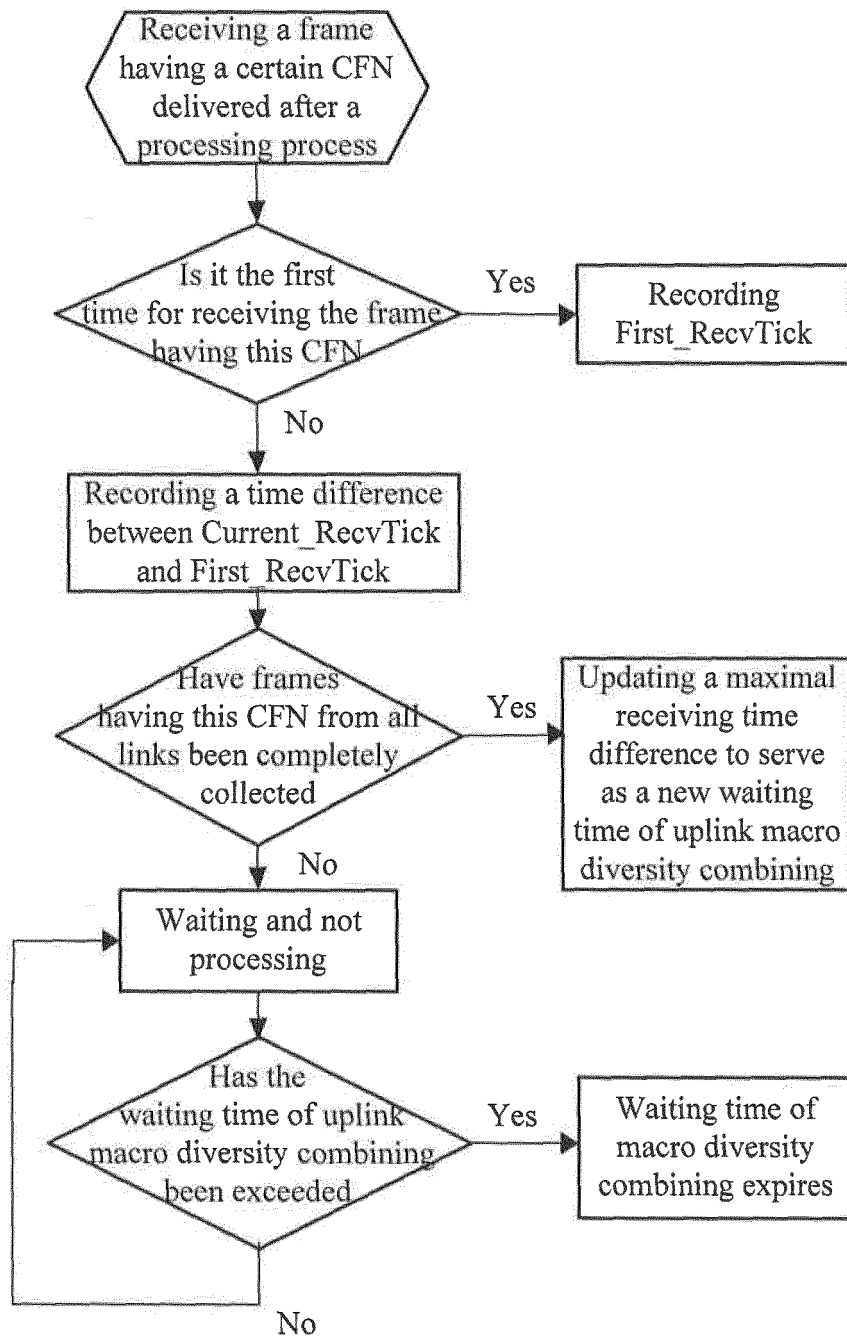 Receiving a frame
having a certain CFN
delivered after a
processing process
Is it the first
time for receiving the frame
having this CFN
Yes
Recording
First_RecvTick
No
Recording a time difference
between Current_RecvTick
and First_RecvTick
Have frames
having this CFN from all
links been completely
collected
Yes
Updating a maximal
receiving time
difference to serve
as a new waiting
time of uplink macro
diversity combining
No
Waiting and not
processing
Has the
waiting time of uplink
macro diversity combining
been exceeded
Yes
Waiting time of
macro diversity
combining expires
No